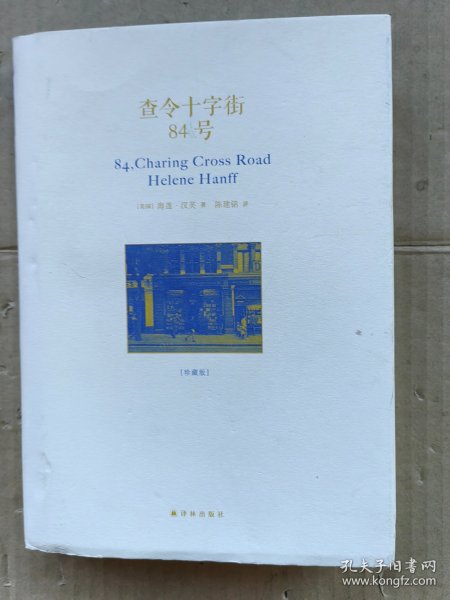 查令十字街
84号
84,Charing Cross Road
Helene Hanff
[美国] 海莲·汉芙 著 陈建铭 译
[珍藏版]
译林出版社
孔夫子旧书网
www.kongfz.com